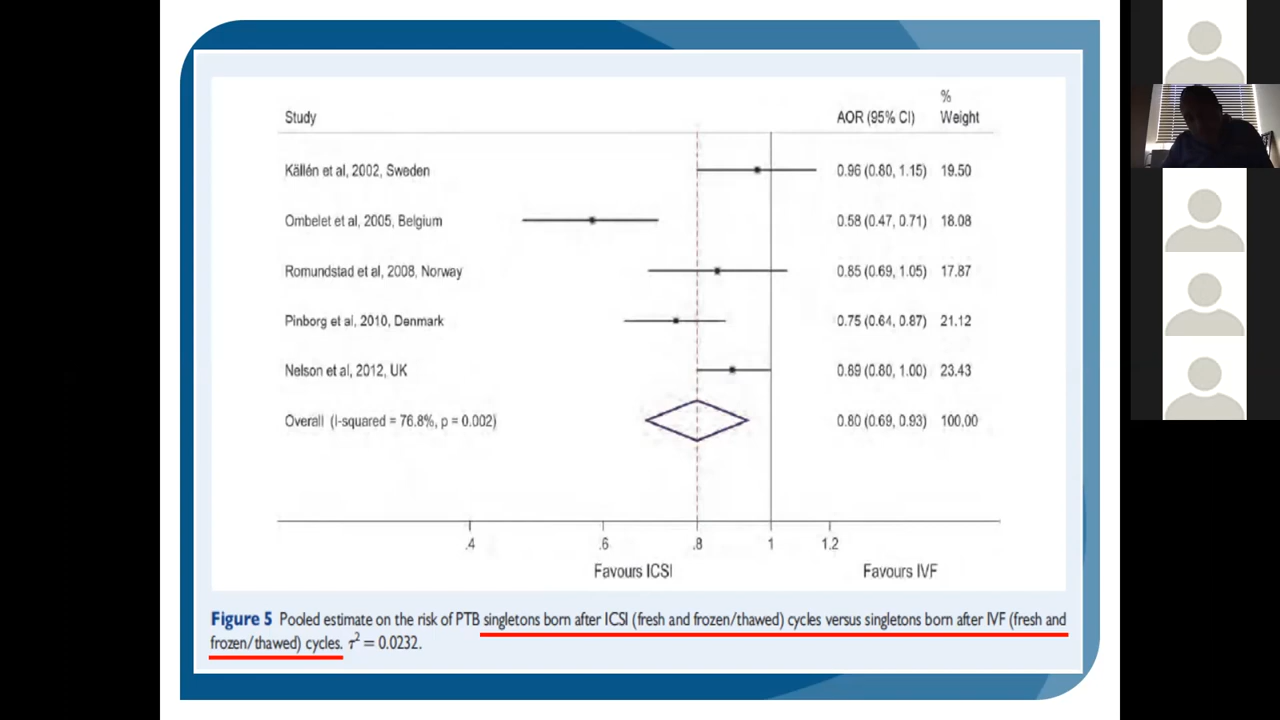 %
Study AOR (95% CI) Weight
Källén et al, 2002, Sweden 0.96 (0.80, 1.15) 19.50
Ombelet et al, 2005, Belgium 0.58 (0.47, 0.71) 18.08
Romundstad et al, 2008, Norway 0.85 (0.69, 1.05) 17.87
Pinborg et al, 2010, Denmark 0.75 (0.64, 0.87) 21.12
Nelson et al, 2012, UK 0.89 (0.80, 1.00) 23.43
Overall (I-squared = 76.8%, p = 0.002) 0.80 (0.69, 0.93) 100.00
.4 .6 .8 1 1.2
Favours ICSI Favours IVF
Figure 5 Pooled estimate on the risk of PTB singletons born after ICSI (fresh and frozen/thawed) cycles versus singletons born after IVF (fresh and
frozen/thawed) cycles. τ² = 0.0232.